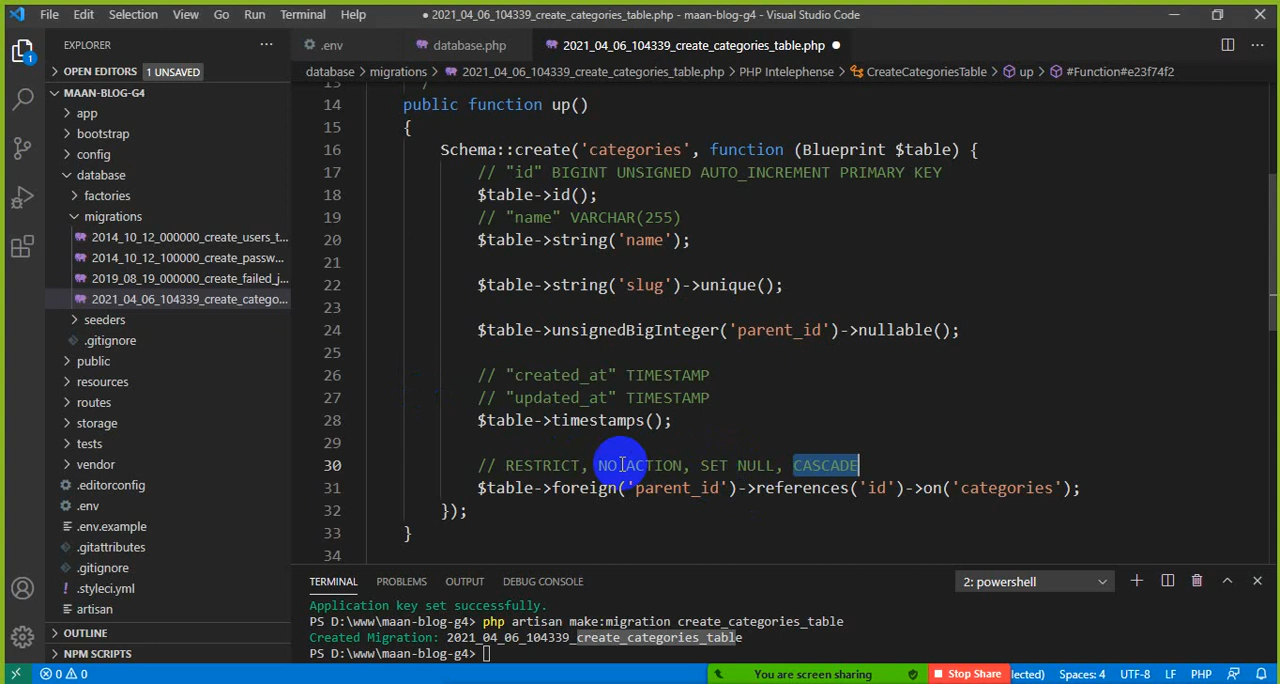 File Edit Selection View Go Run Terminal Help
● 2021_04_06_104339_create_categories_table.php - maan-blog-g4 - Visual Studio Code
EXPLORER
1
OPEN EDITORS 1 UNSAVED
MAAN-BLOG-G4
app
bootstrap
config
database
factories
migrations
2014_10_12_000000_create_users_t...
2014_10_12_100000_create_passw...
2019_08_19_000000_create_failed_j...
2021_04_06_104339_create_catego...
seeders
.gitignore
public
resources
routes
storage
tests
vendor
.editorconfig
.env
.env.example
.gitattributes
.gitignore
.styleci.yml
artisan
OUTLINE
NPM SCRIPTS
.env
database.php
2021_04_06_104339_create_categories_table.php ●
database > migrations > 2021_04_06_104339_create_categories_table.php > PHP Intelephense > CreateCategoriesTable > up > #Function#e23f74f2
13 */
14 public function up()
15 {
16 Schema::create('categories', function (Blueprint $table) {
17 // "id" BIGINT UNSIGNED AUTO_INCREMENT PRIMARY KEY
18 $table->id();
19 // "name" VARCHAR(255)
20 $table->string('name');
21
22 $table->string('slug')->unique();
23
24 $table->unsignedBigInteger('parent_id')->nullable();
25
26 // "created_at" TIMESTAMP
27 // "updated_at" TIMESTAMP
28 $table->timestamps();
29
30 // RESTRICT, NO ACTION, SET NULL, CASCADE
31 $table->foreign('parent_id')->references('id')->on('categories');
32 });
33 }
34
TERMINAL PROBLEMS OUTPUT DEBUG CONSOLE
2: powershell
Application key set successfully.
PS D:\www\maan-blog-g4> php artisan make:migration create_categories_table
Created Migration: 2021_04_06_104339_create_categories_table
PS D:\www\maan-blog-g4>
0 0
You are screen sharing
Stop Share
lected)
Spaces: 4
UTF-8
LF
PHP